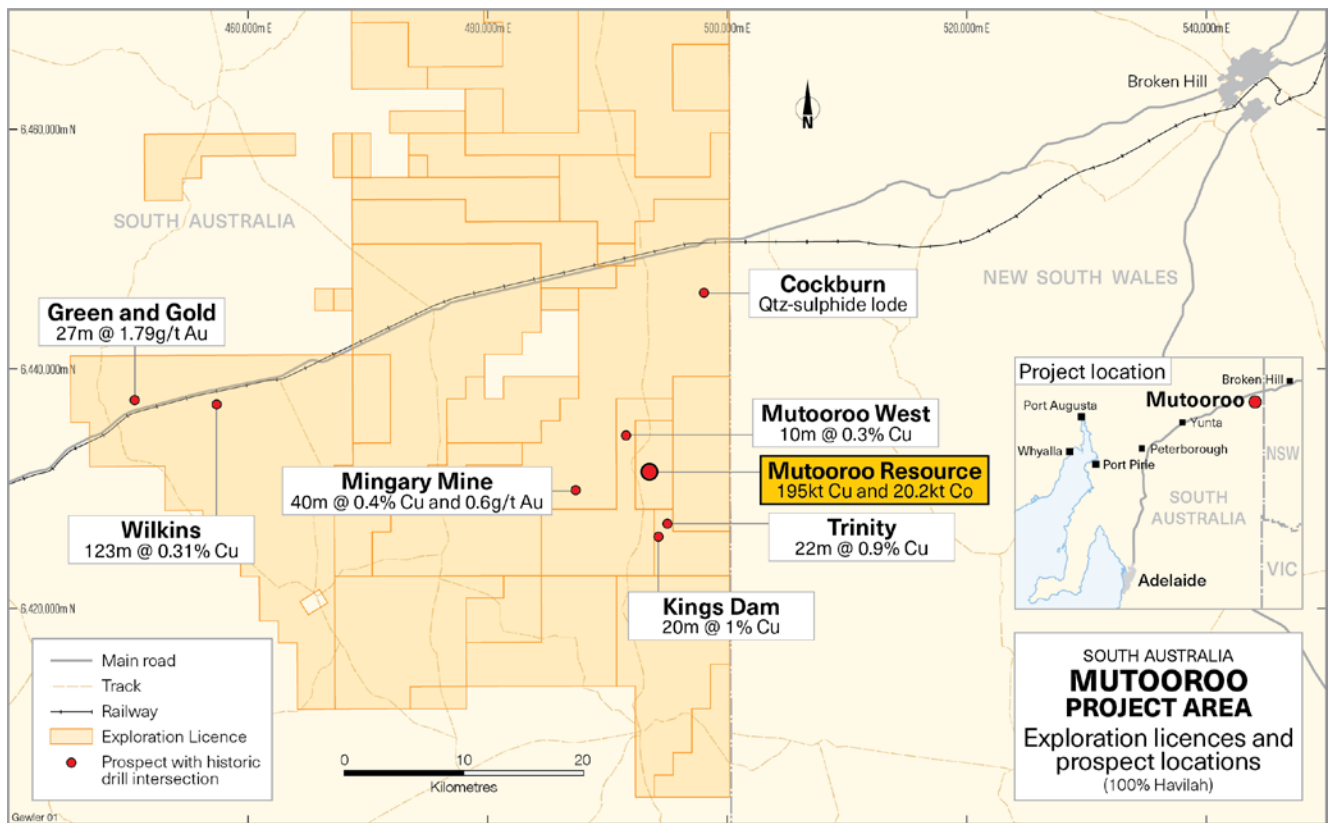 460,000m E
480,000m E
500,000m E
520,000m E
540,000m E
Broken Hill
6,460,000m N
N
SOUTH AUSTRALIA
NEW SOUTH WALES
Cockburn
Qtz-sulphide lode
Green and Gold
27m @ 1.79g/t Au
6,440,000m N
Project location
Broken Hill
Mutooroo
Port Augusta
Yunta
Whyalla
Peterborough
Port Pirie
NSW
SOUTH
AUSTRALIA
VIC
Adelaide
Mutooroo West
10m @ 0.3% Cu
Mutooroo Resource
195kt Cu and 20.2kt Co
Mingary Mine
40m @ 0.4% Cu and 0.6g/t Au
Wilkins
123m @ 0.31% Cu
Trinity
22m @ 0.9% Cu
Kings Dam
20m @ 1% Cu
6,420,000m N
Main road
Track
Railway
Exploration Licence
Prospect with historic
drill intersection
0
10
20
Kilometres
SOUTH AUSTRALIA
MUTOOROO
PROJECT AREA
Exploration licences and
prospect locations
(100% Havilah)
Gawler 01